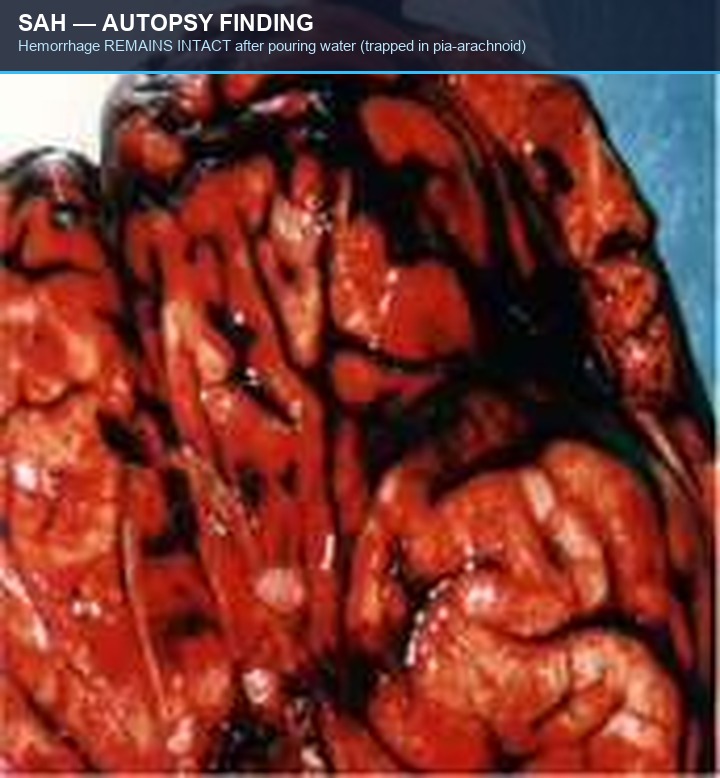 SAH — AUTOPSY FINDING
Hemorrhage REMAINS INTACT after pouring water (trapped in pia-arachnoid)